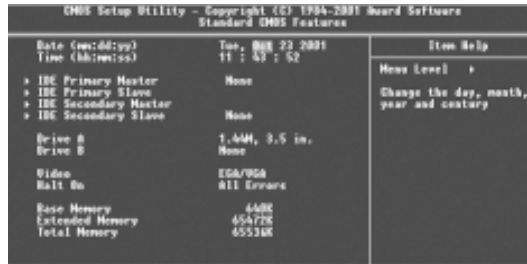 CMOS Setup Utility - Copyright (C) 1984-2001 Award Software
Standard CMOS Features
Date (mm:dd:yy) Tue, Oct 23 2001
Time (hh:mm:ss) 11 : 43 : 52
▸ IDE Primary Master None
▸ IDE Primary Slave
▸ IDE Secondary Master
▸ IDE Secondary Slave None
Drive A 1.44M, 3.5 in.
Drive B None
Video EGA/VGA
Halt On All Errors
Base Memory 640K
Extended Memory 65472K
Total Memory 65536K
Item Help
Menu Level ▸
Change the day, month,
year and century